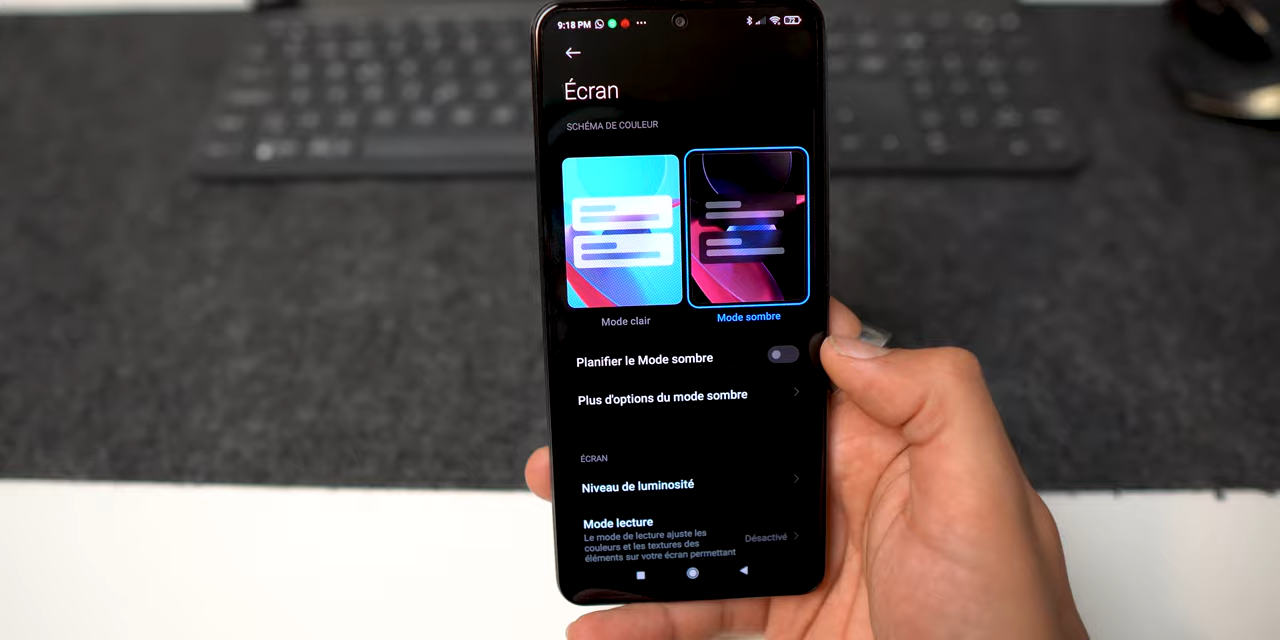 9:18 PM
72
Écran
SCHÉMA DE COULEUR
Mode clair
Mode sombre
Planifier le Mode sombre
Plus d'options du mode sombre
ÉCRAN
Niveau de luminosité
Mode lecture
Le mode de lecture ajuste les
couleurs et les textures des
éléments sur votre écran permettant
Désactivé